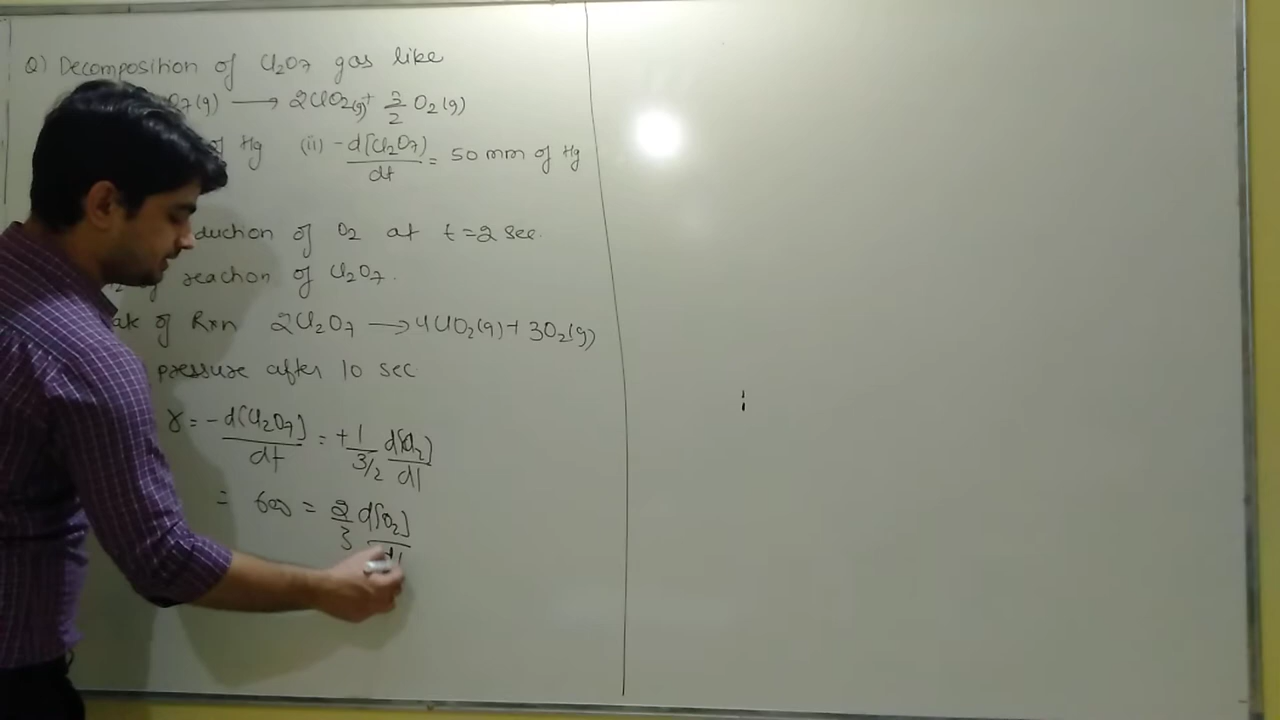 Q) Decomposition of Cl2O7 gas like
O7(g) ⟶ 2ClO2(g) + 3/2 O2(g)
of Hg (ii) -d[Cl2O7]/dt = 50 mm of Hg
duction of O2 at t=2 sec.
reaction of Cl2O7.
of Rxn 2Cl2O7 ⟶ 4ClO2(g) + 3O2(g)
pressure after 10 sec
r = -d[Cl2O7]/dt = +1/(3/2) d[O2]/dt
= 600 = 2/3 d[O2]/dt